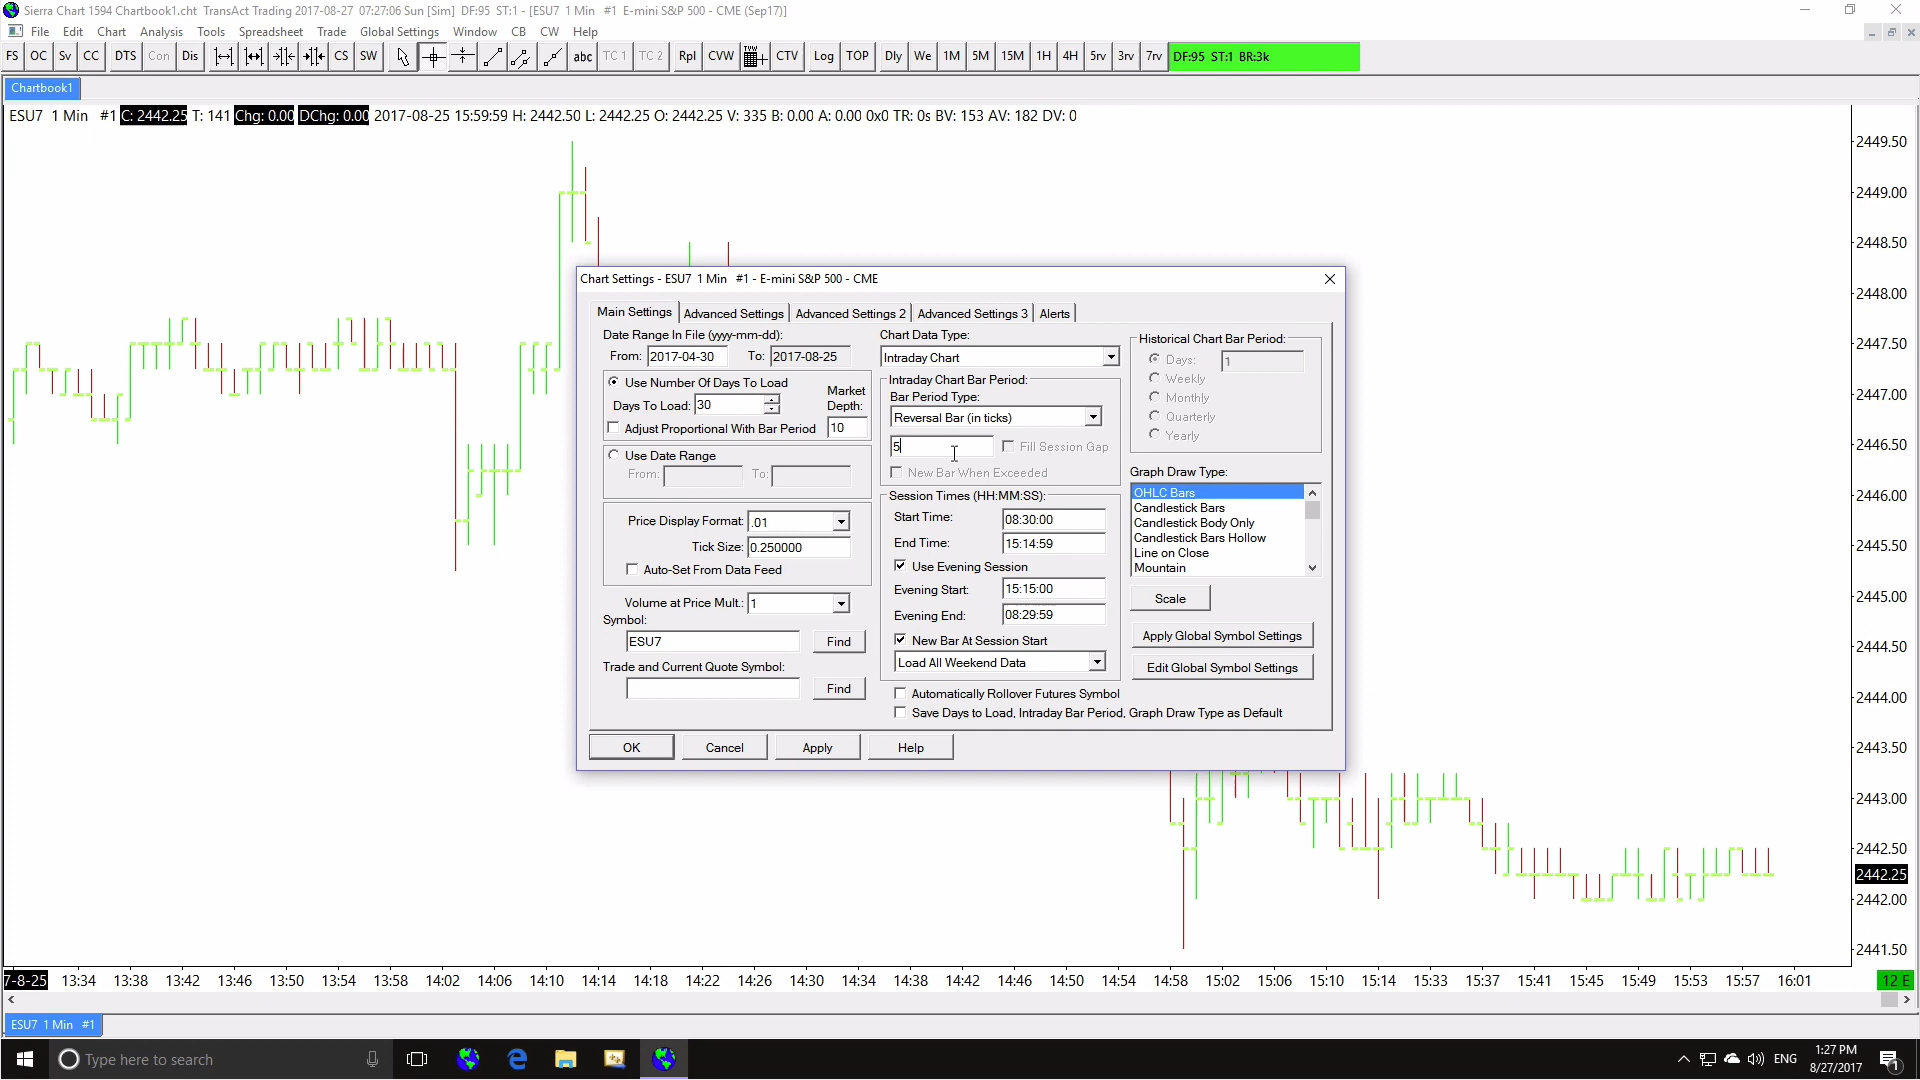 Sierra Chart 1594 Chartbook1.cht  TransAct Trading 2017-08-27  07:27:06 Sun [Sim]  DF:95  ST:1 - [ESU7  1 Min   #1  E-mini S&P 500 - CME (Sep17)]
File Edit Chart Analysis Tools Spreadsheet Trade Global Settings Window CB CW Help
FS OC Sv CC DTS Con Dis CS SW abc TC 1 TC 2 Rpl CVW TVW CTV Log TOP Dly We 1M 5M 15M 1H 4H 5rv 3rv 7rv DF:95  ST:1  BR:3k
Chartbook1
ESU7  1 Min   #1 C: 2442.25 T: 141 Chg: 0.00 DChg: 0.00 2017-08-25 15:59:59 H: 2442.50 L: 2442.25 O: 2442.25 V: 335 B: 0.00 A: 0.00 0x0 TR: 0s BV: 153 AV: 182 DV: 0
2449.50
2449.00
2448.50
2448.00
2447.50
2447.00
2446.50
2446.00
2445.50
2445.00
2444.50
2444.00
2443.50
2443.00
2442.50
2442.25
2442.00
2441.50
Chart Settings - ESU7  1 Min   #1 - E-mini S&P 500 - CME
Main Settings Advanced Settings Advanced Settings 2 Advanced Settings 3 Alerts
Date Range In File (yyy-mm-dd):
From: 2017-04-30 To: 2017-08-25
Use Number Of Days To Load
Days To Load: 30
Market Depth:
10
Adjust Proportional With Bar Period
Use Date Range
From: To:
Price Display Format: .01
Tick Size: 0.250000
Auto-Set From Data Feed
Volume at Price Mult.: 1
Symbol:
ESU7 Find
Trade and Current Quote Symbol:
Find
Chart Data Type:
Intraday Chart
Intraday Chart Bar Period:
Bar Period Type:
Reversal Bar (in ticks)
5 Fill Session Gap
New Bar When Exceeded
Session Times (HH:MM:SS):
Start Time: 08:30:00
End Time: 15:14:59
Use Evening Session
Evening Start: 15:15:00
Evening End: 08:29:59
New Bar At Session Start
Load All Weekend Data
Automatically Rollover Futures Symbol
Save Days to Load, Intraday Bar Period, Graph Draw Type as Default
Historical Chart Bar Period:
Days: 1
Weekly
Monthly
Quarterly
Yearly
Graph Draw Type:
OHLC Bars
Candlestick Bars
Candlestick Body Only
Candlestick Bars Hollow
Line on Close
Mountain
Scale
Apply Global Symbol Settings
Edit Global Symbol Settings
OK Cancel Apply Help
7-8-25 13:34 13:38 13:42 13:46 13:50 13:54 13:58 14:02 14:06 14:10 14:14 14:18 14:22 14:26 14:30 14:34 14:38 14:42 14:46 14:50 14:54 14:58 15:02 15:06 15:10 15:14 15:33 15:37 15:41 15:45 15:49 15:53 15:57 16:01 12 E
ESU7  1 Min   #1
Type here to search
ENG
1:27 PM
8/27/2017
1